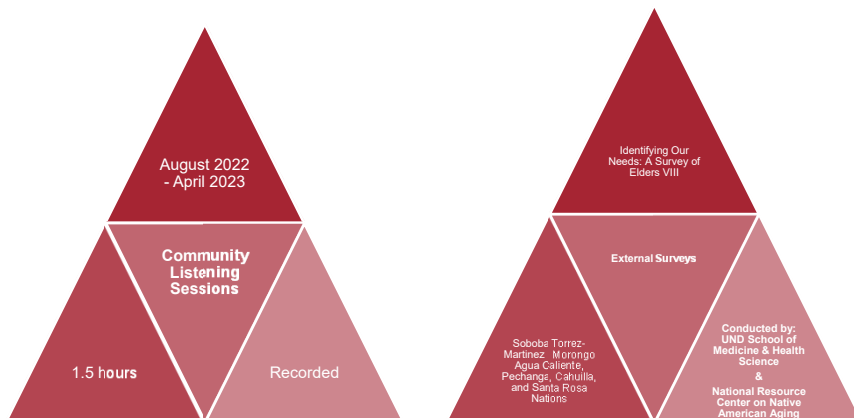 August 2022
- April 2023
Community
Listening
Sessions
1.5 hours
Recorded
Identifying Our
Needs: A Survey of
Elders VIII
External Surveys
Soboba Torrez-
Martinez Morongo
Agua Caliente,
Pechanga, Cahuilla,
and Santa Rosa
Nations
Conducted by:
UND School of
Medicine & Health
Science
&
National Resource
Center on Native
American Aging